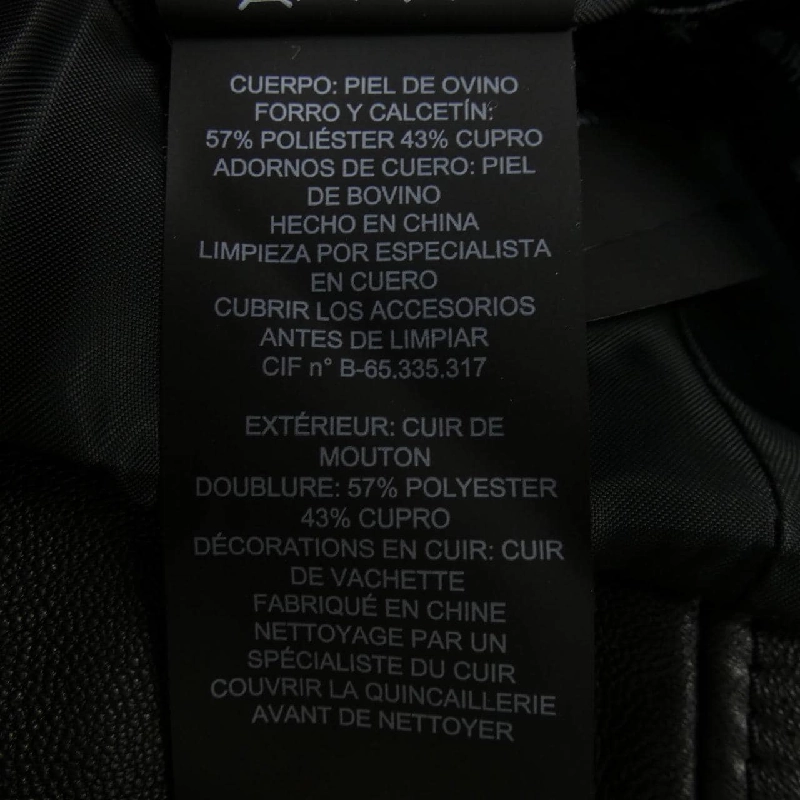 CUERPO: PIEL DE OVINO
FORRO Y CALCETÍN:
57% POLIÉSTER 43% CUPRO
ADORNOS DE CUERO: PIEL
DE BOVINO
HECHO EN CHINA
LIMPIEZA POR ESPECIALISTA
EN CUERO
CUBRIR LOS ACCESORIOS
ANTES DE LIMPIAR
CIF n° B-65.335.317
EXTÉRIEUR: CUIR DE
MOUTON
DOUBLURE: 57% POLYESTER
43% CUPRO
DÉCORATIONS EN CUIR: CUIR
DE VACHETTE
FABRIQUÉ EN CHINE
NETTOYAGE PAR UN
SPÉCIALISTE DU CUIR
COUVRIR LA QUINCAILLERIE
AVANT DE NETTOYER